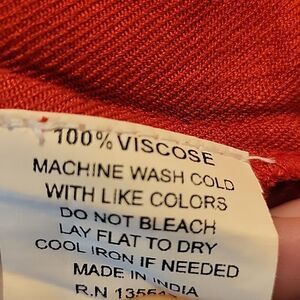 100% VISCOSE
MACHINE WASH COLD
WITH LIKE COLORS
DO NOT BLEACH
LAY FLAT TO DRY
COOL IRON IF NEEDED
MADE IN INDIA
R.N